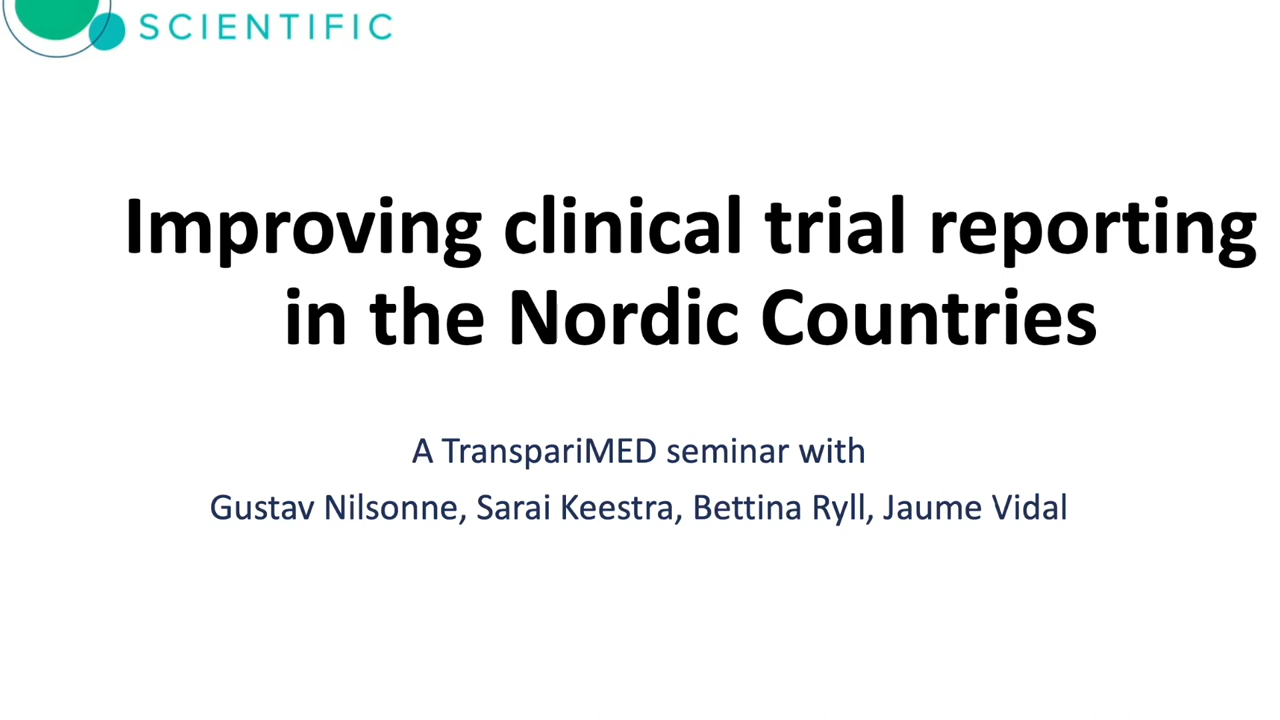 SCIENTIFIC
Improving clinical trial reporting
in the Nordic Countries
A TranspariMED seminar with
Gustav Nilsonne, Sarai Keestra, Bettina Ryll, Jaume Vidal